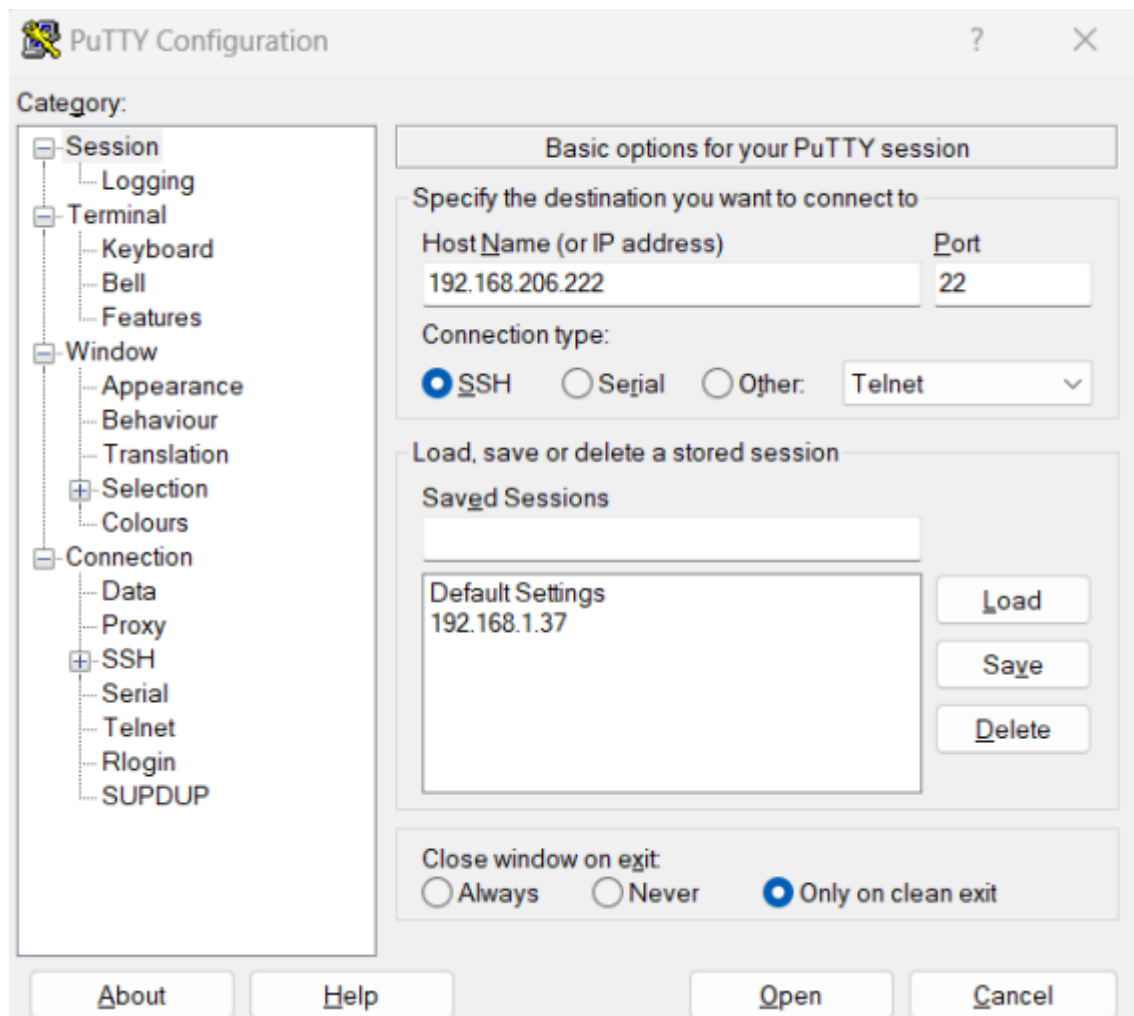 PuTTY Configuration
?
Category:
Session
Logging
Terminal
Keyboard
Bell
Features
Window
Appearance
Behaviour
Translation
Selection
Colours
Connection
Data
Proxy
SSH
Serial
Telnet
Rlogin
SUPDUP
Basic options for your PuTTY session
Specify the destination you want to connect to
Host Name (or IP address) Port
192.168.206.222 22
Connection type:
SSH Serial Other: Telnet
Load, save or delete a stored session
Saved Sessions
Default Settings
192.168.1.37
Load
Save
Delete
Close window on exit:
Always Never Only on clean exit
About Help Open Cancel